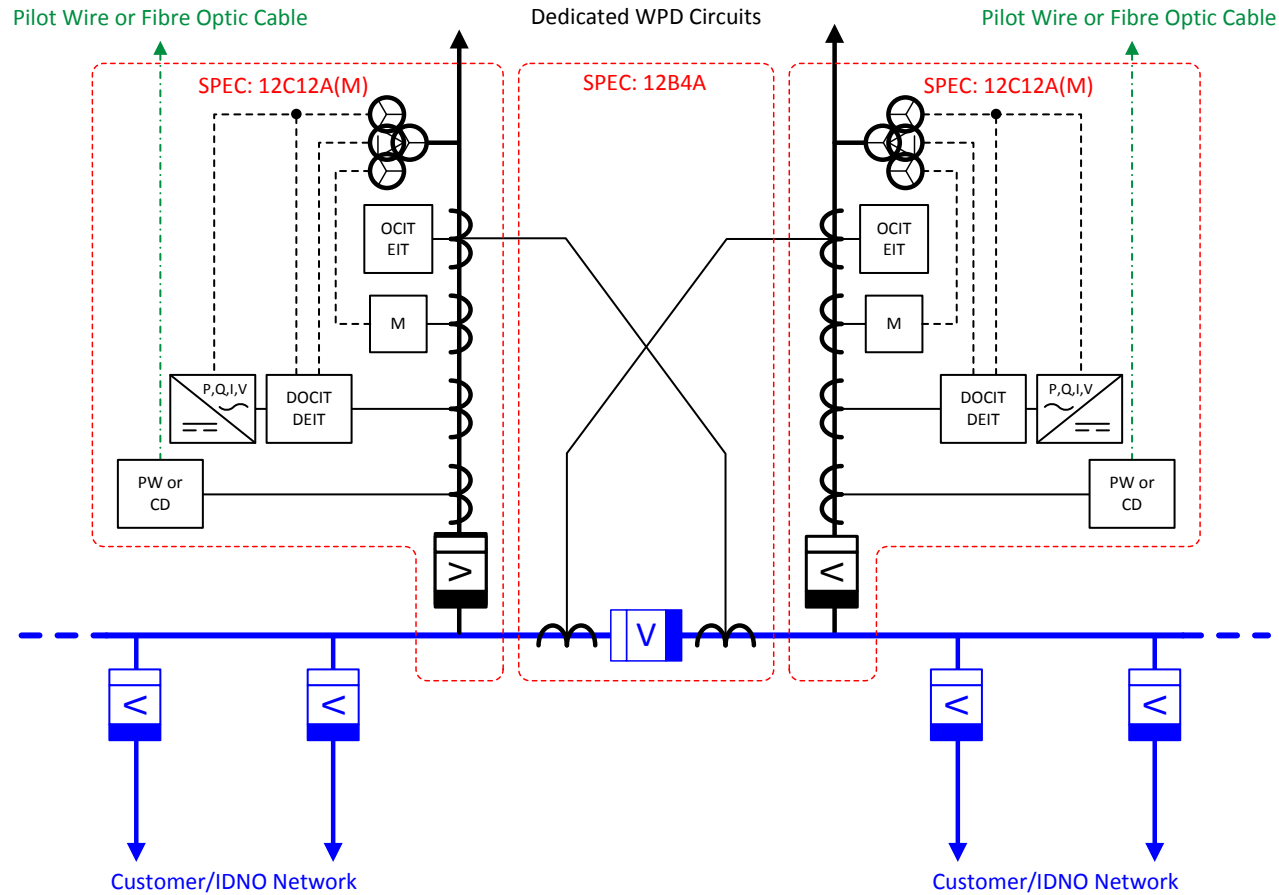 Pilot Wire or Fibre Optic Cable
Dedicated WPD Circuits
Pilot Wire or Fibre Optic Cable
SPEC: 12C12A(M)
SPEC: 12B4A
SPEC: 12C12A(M)
OCIT
EIT
OCIT
EIT
M
M
P,Q,I,V
DOCIT
DEIT
DOCIT
DEIT
P,Q,I,V
PW or
CD
PW or
CD
V
V
V
V
V
V
V
Customer/IDNO Network
Customer/IDNO Network